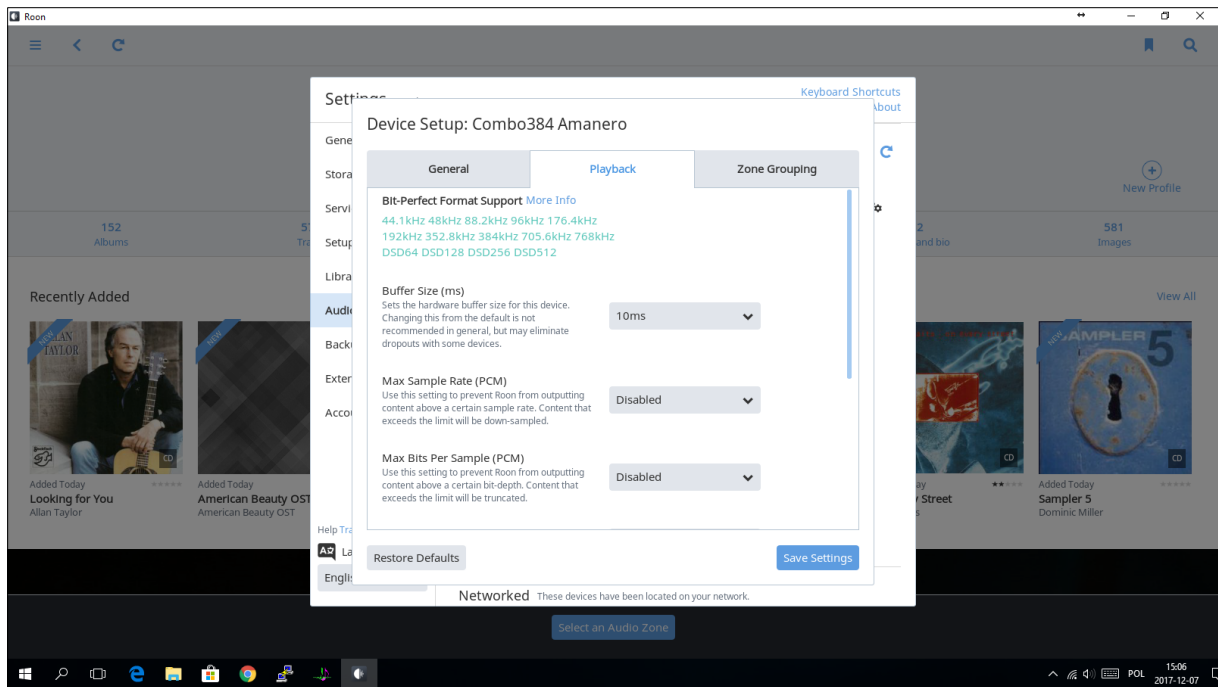 Roon
Settings
Keyboard Shortcuts
About
Device Setup: Combo384 Amanero
General
Playback
Zone Grouping
Gene
Stora
Servi
Setup
Libra
Audio
Back
Exter
Acco
Bit-Perfect Format Support More Info
44.1kHz 48kHz 88.2kHz 96kHz 176.4kHz
192kHz 352.8kHz 384kHz 705.6kHz 768kHz
DSD64 DSD128 DSD256 DSD512
Buffer Size (ms)
Sets the hardware buffer size for this device.
Changing this from the default is not
recommended in general, but may eliminate
dropouts with some devices.
10ms
Max Sample Rate (PCM)
Use this setting to prevent Roon from outputting
content above a certain sample rate. Content that
exceeds the limit will be down-sampled.
Disabled
Max Bits Per Sample (PCM)
Use this setting to prevent Roon from outputting
content above a certain bit-depth. Content that
exceeds the limit will be truncated.
Disabled
Restore Defaults
Save Settings
Help Tra
La
Englis
Networked These devices have been located on your network.
New Profile
152
Albums
57
Tra
2
and bio
581
Images
Recently Added
View All
NEW
ALLAN
TAYLOR
CD
NEW
CD
NEW
SAMPLER
5
CD
Added Today
Looking for You
Allan Taylor
Added Today
American Beauty OST
American Beauty OST
ay
Street
s
Added Today
Sampler 5
Dominic Miller
Select an Audio Zone
POL
15:06
2017-12-07